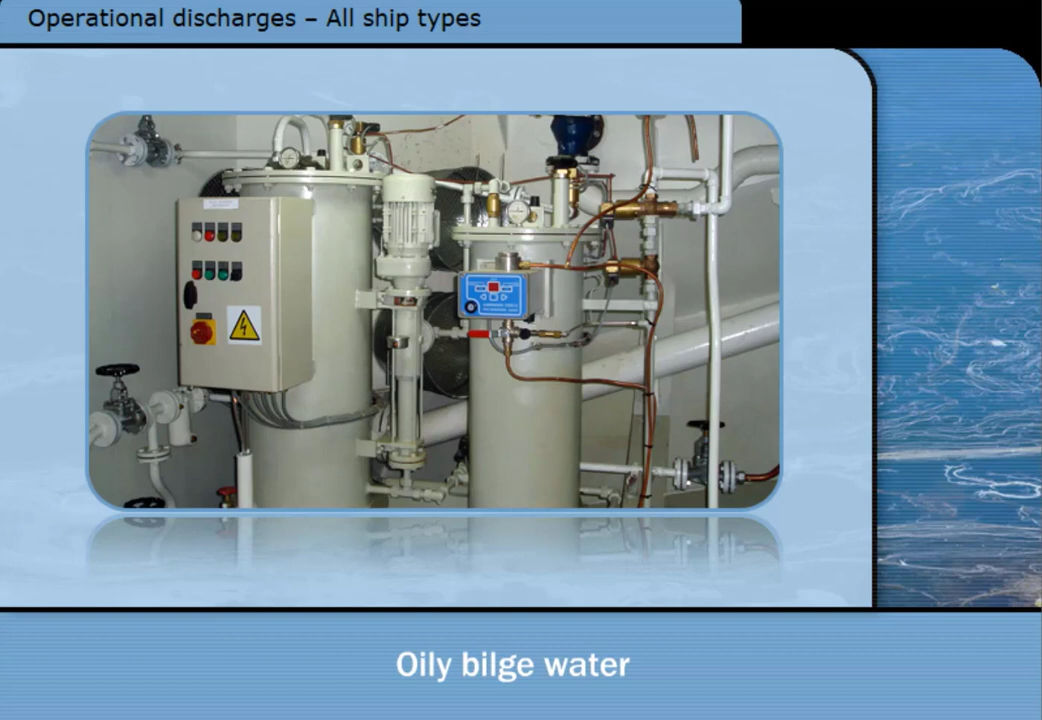 Operational discharges – All ship types
Oily bilge water